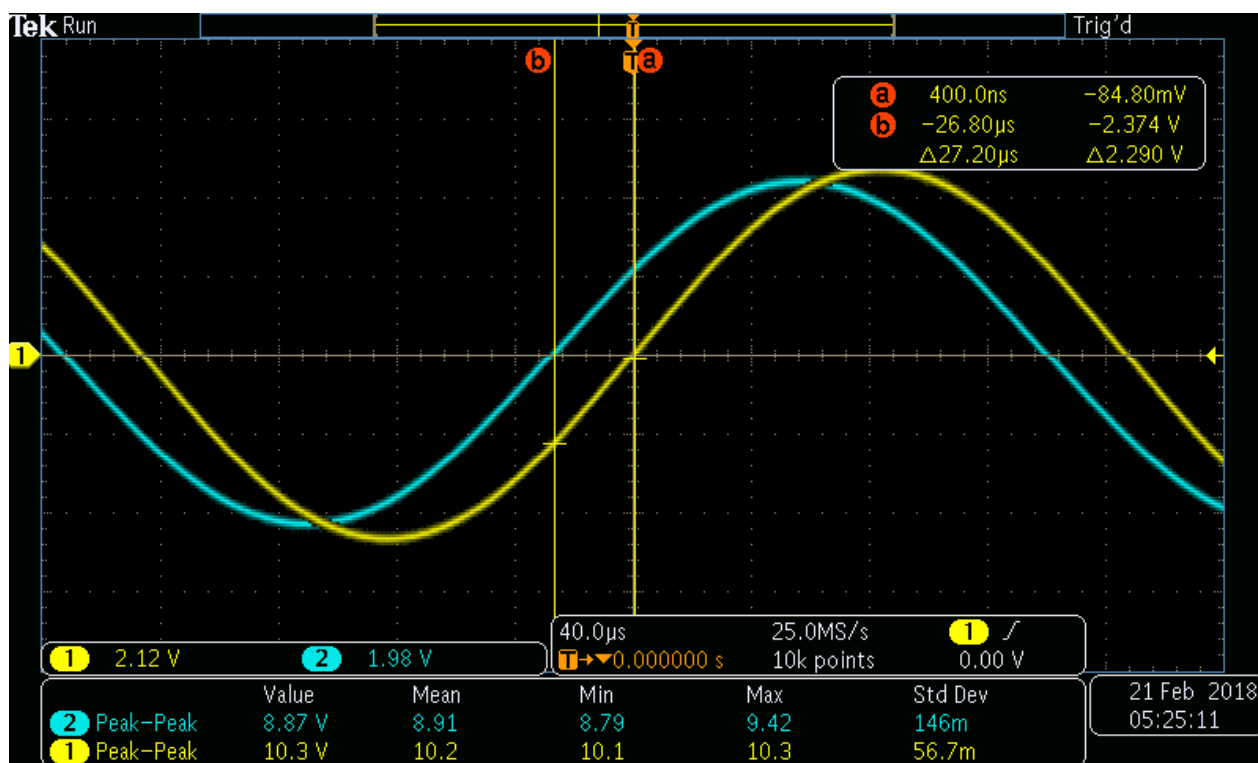 Tek Run Trig'd
b T a
T
a 400.0ns −84.80mV
b −26.80µs −2.374 V
Δ27.20µs Δ2.290 V
1
40.0µs 25.0MS/s 1
1 2.12 V 2 1.98 V
T→▼0.000000 s 10k points 0.00 V
Value Mean Min Max Std Dev
2 Peak−Peak 8.87 V 8.91 8.79 9.42 146m
1 Peak−Peak 10.3 V 10.2 10.1 10.3 56.7m
21 Feb 2018
05:25:11